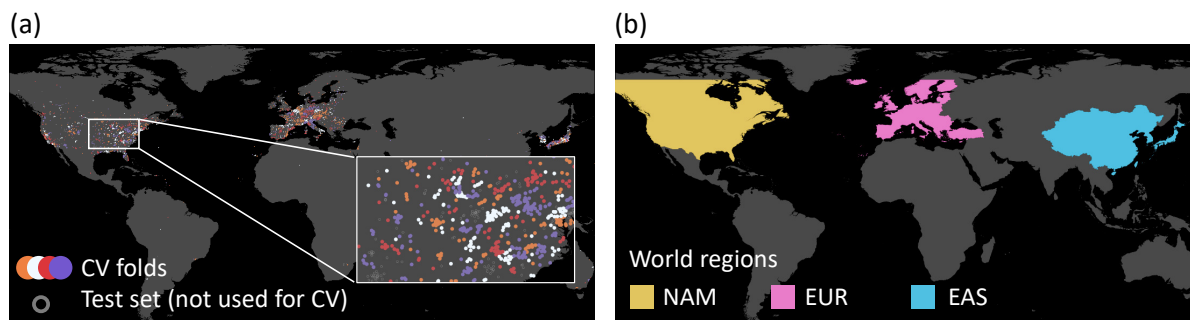 (a)
CV folds
Test set (not used for CV)
(b)
World regions
NAM EUR EAS